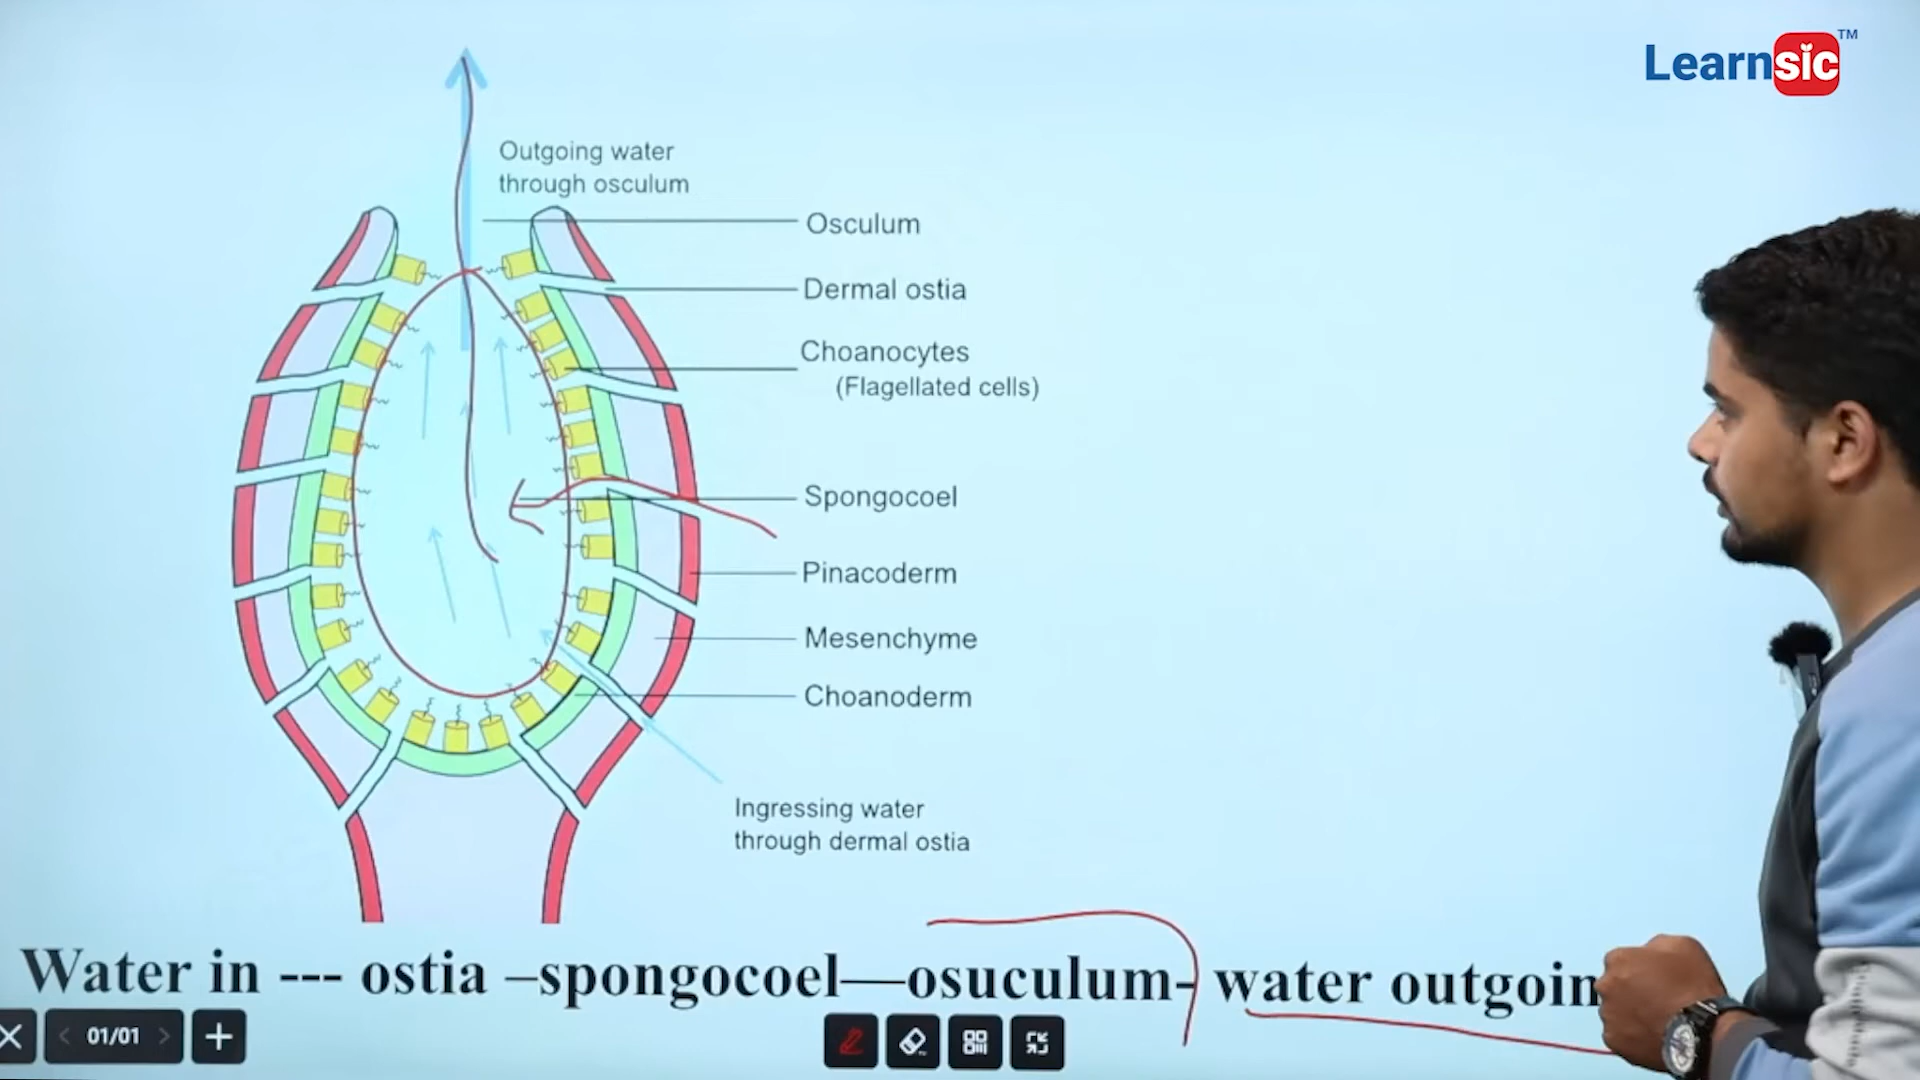 Learnsic™
Outgoing water
through osculum
Osculum
Dermal ostia
Choanocytes
(Flagellated cells)
Spongocoel
Pinacoderm
Mesenchyme
Choanoderm
Ingressing water
through dermal ostia
Water in --- ostia –spongocoel—osuculum- water outgoin
01/01